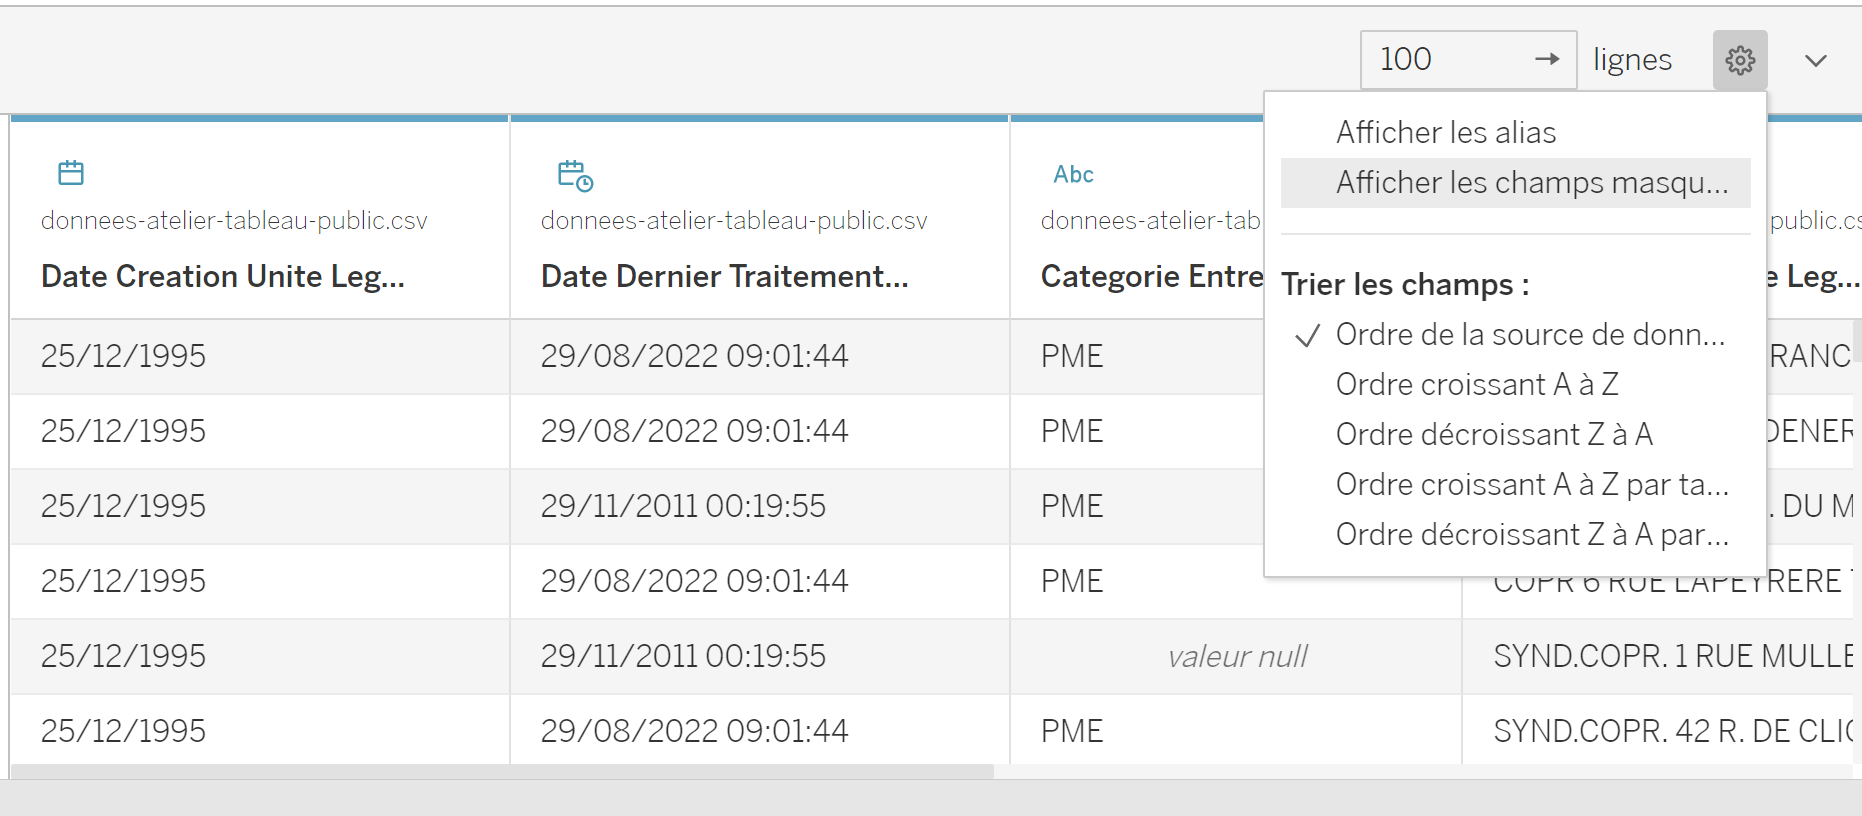 100 → lignes
Afficher les alias
Afficher les champs masqu...
Trier les champs :
✓ Ordre de la source de donn...
Ordre croissant A à Z
Ordre décroissant Z à A
Ordre croissant A à Z par ta...
Ordre décroissant Z à A par...
Abc
donnees-atelier-tableau-public.csv donnees-atelier-tableau-public.csv donnees-atelier-tab public.cs
Date Creation Unite Leg... Date Dernier Traitement... Categorie Entre e Leg...
25/12/1995 29/08/2022 09:01:44 PME RANC
25/12/1995 29/08/2022 09:01:44 PME DENER
25/12/1995 29/11/2011 00:19:55 PME . DU M
25/12/1995 29/08/2022 09:01:44 PME COPR 6 RUE LAPEYRERE
25/12/1995 29/11/2011 00:19:55 valeur null SYND.COPR. 1 RUE MULLE
25/12/1995 29/08/2022 09:01:44 PME SYND.COPR. 42 R. DE CLIC